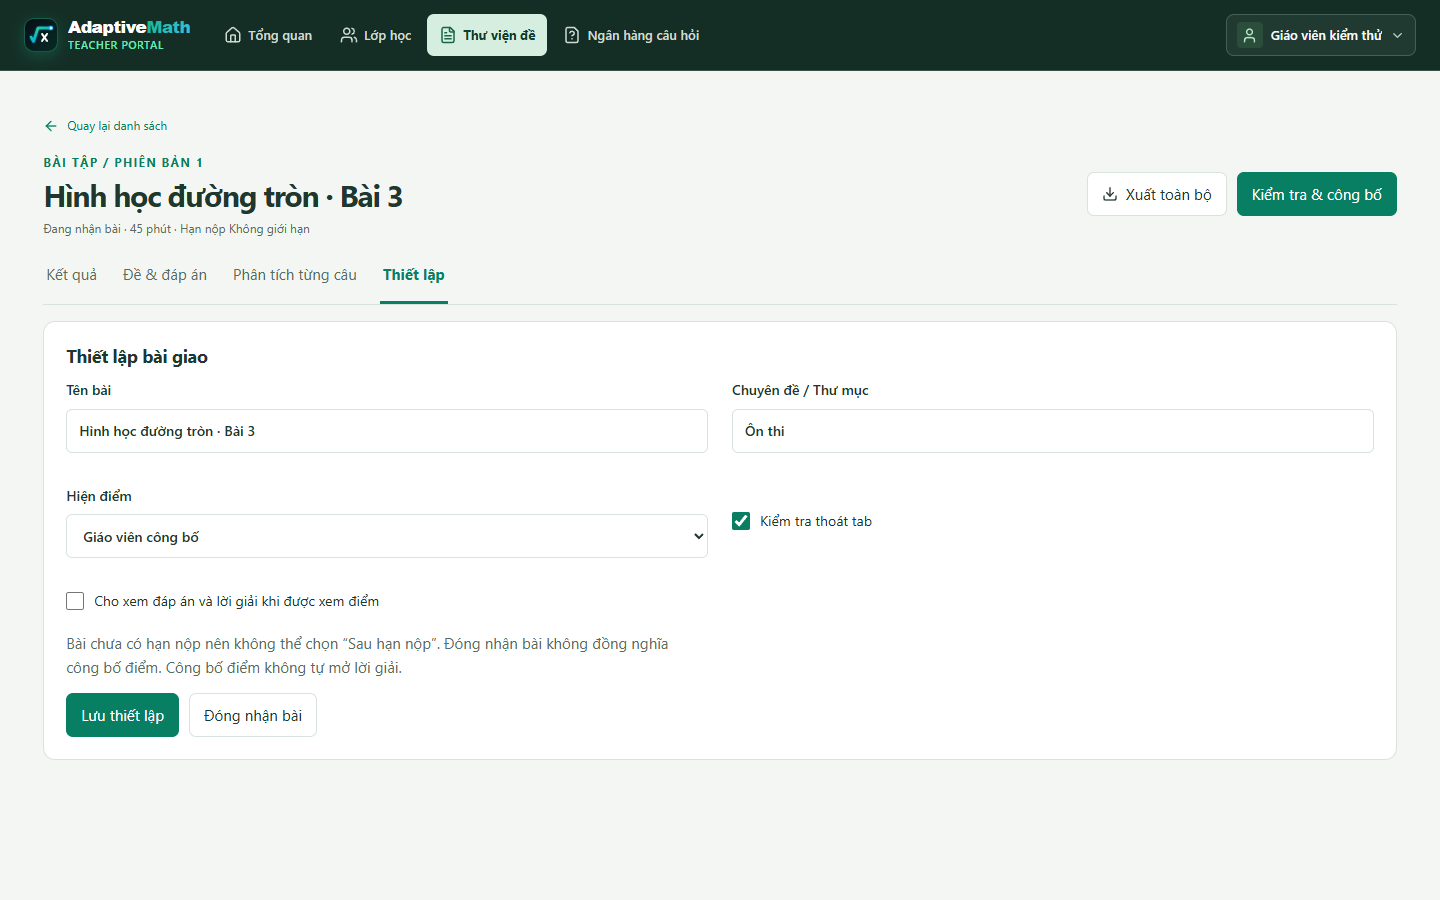 AdaptiveMath
TEACHER PORTAL
Tổng quan
Lớp học
Thư viện đề
Ngân hàng câu hỏi
Giáo viên kiểm thử
Quay lại danh sách
BÀI TẬP / PHIÊN BẢN 1
Hình học đường tròn · Bài 3
Đang nhận bài · 45 phút · Hạn nộp Không giới hạn
Xuất toàn bộ
Kiểm tra & công bố
Kết quả
Đề & đáp án
Phân tích từng câu
Thiết lập
Thiết lập bài giao
Tên bài
Chuyên đề / Thư mục
Hình học đường tròn · Bài 3
Ôn thi
Hiện điểm
Giáo viên công bố
Kiểm tra thoát tab
Cho xem đáp án và lời giải khi được xem điểm
Bài chưa có hạn nộp nên không thể chọn “Sau hạn nộp”. Đóng nhận bài không đồng nghĩa
công bố điểm. Công bố điểm không tự mở lời giải.
Lưu thiết lập
Đóng nhận bài